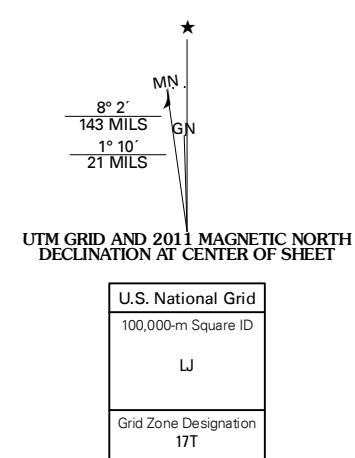 ★
MN
8° 2´
143 MILS
GN
1° 10´
21 MILS
UTM GRID AND 2011 MAGNETIC NORTH
DECLINATION AT CENTER OF SHEET
U.S. National Grid
100,000-m Square ID
LJ
Grid Zone Designation
17T